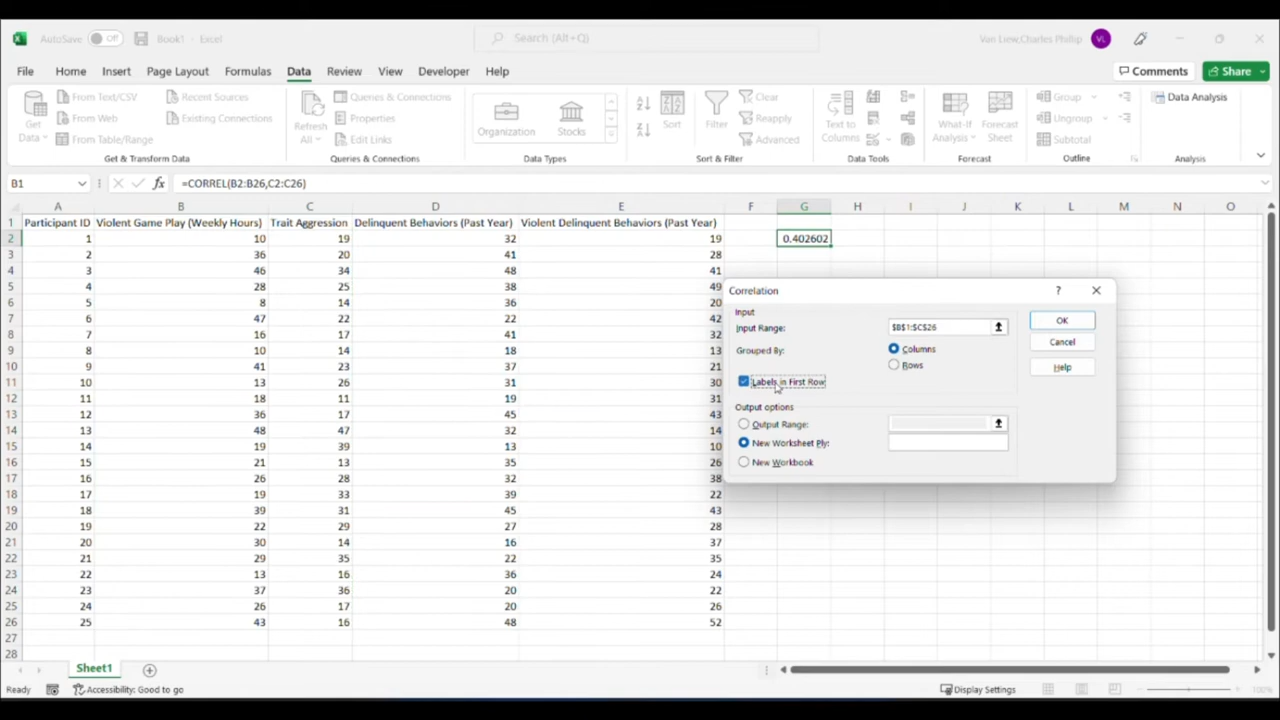 AutoSave Off Book1 - Excel Search (Alt+Q) Van Liew,Charles Phillip VL
File Home Insert Page Layout Formulas Data Review View Developer Help Comments Share
From Text/CSV Recent Sources Queries & Connections Clear Group Data Analysis
Get Data From Web Existing Connections Refresh All Properties Organization Stocks Sort Filter Reapply Text to Columns What-If Analysis Forecast Sheet Ungroup
From Table/Range Edit Links Advanced Subtotal
Get & Transform Data Queries & Connections Data Types Sort & Filter Data Tools Forecast Outline Analysis
B1 fx =CORREL(B2:B26,C2:C26)
A B C D E F G H I J K L M N O
1 Participant ID Violent Game Play (Weekly Hours) Trait Aggression Delinquent Behaviors (Past Year) Violent Delinquent Behaviors (Past Year)
2 1 10 19 32 19 0.402602
3 2 36 20 41 28
4 3 46 34 48 41
5 4 28 25 38 49
6 5 8 14 36 20
7 6 47 22 22 42
8 7 16 17 41 32
9 8 10 14 18 13
10 9 41 23 37 21
11 10 13 26 31 30
12 11 18 11 19 31
13 12 36 17 45 43
14 13 48 47 32 14
15 14 19 39 13 10
16 15 21 13 35 26
17 16 26 28 32 38
18 17 19 33 39 22
19 18 39 31 45 43
20 19 22 29 27 28
21 20 30 14 16 37
22 21 29 35 22 35
23 22 13 16 36 24
24 23 37 36 20 22
25 24 26 17 20 26
26 25 43 16 48 52
27
28
Correlation ?
Input
Input Range: $B$1:$C$26 OK
Grouped By: Columns Cancel
Rows Help
Labels in First Row
Output options
Output Range:
New Worksheet Ply:
New Workbook
Sheet1
Ready Accessibility: Good to go Display Settings 100%